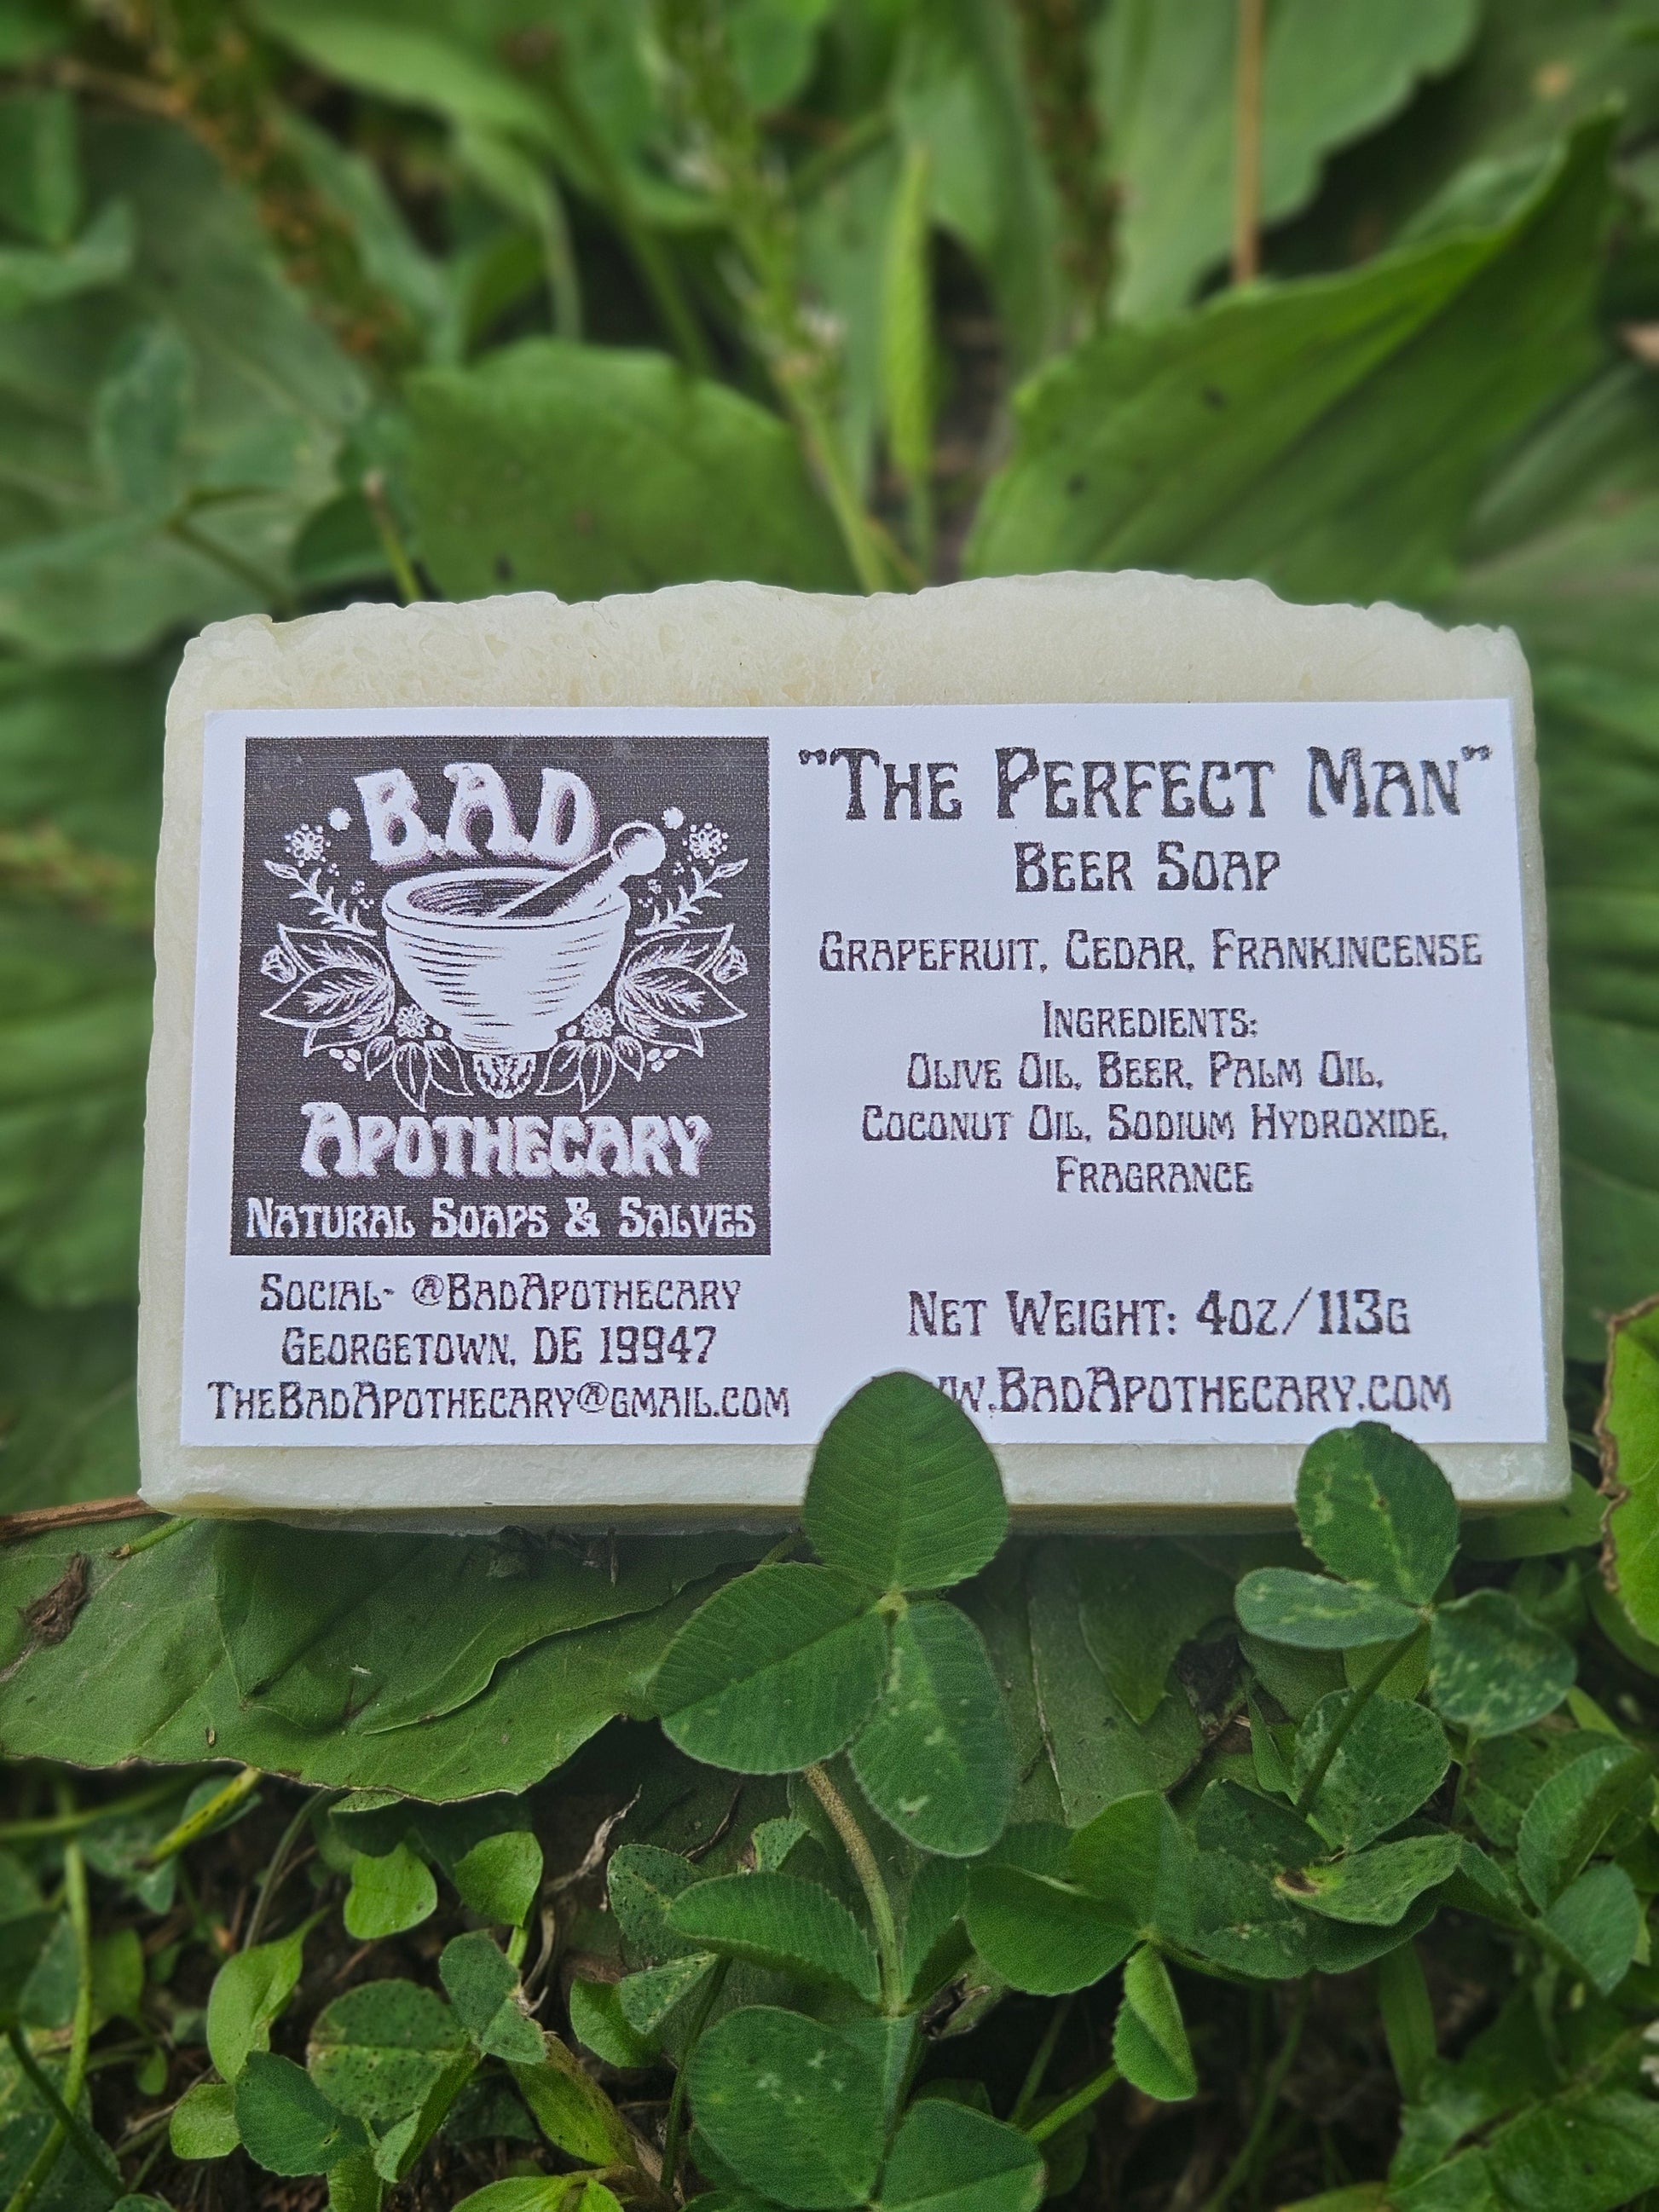 B.A.D
Apothecary
Natural Soaps & Salves
Social- @BadApothecary
Georgetown, DE 19947
TheBadApothecary@gmail.com
"The Perfect Man"
Beer Soap
Grapefruit, Cedar, Frankincense
Ingredients:
Olive Oil, Beer, Palm Oil,
Coconut Oil, Sodium Hydroxide,
Fragrance
Net Weight: 4oz/113g
w.BadApothecary.com